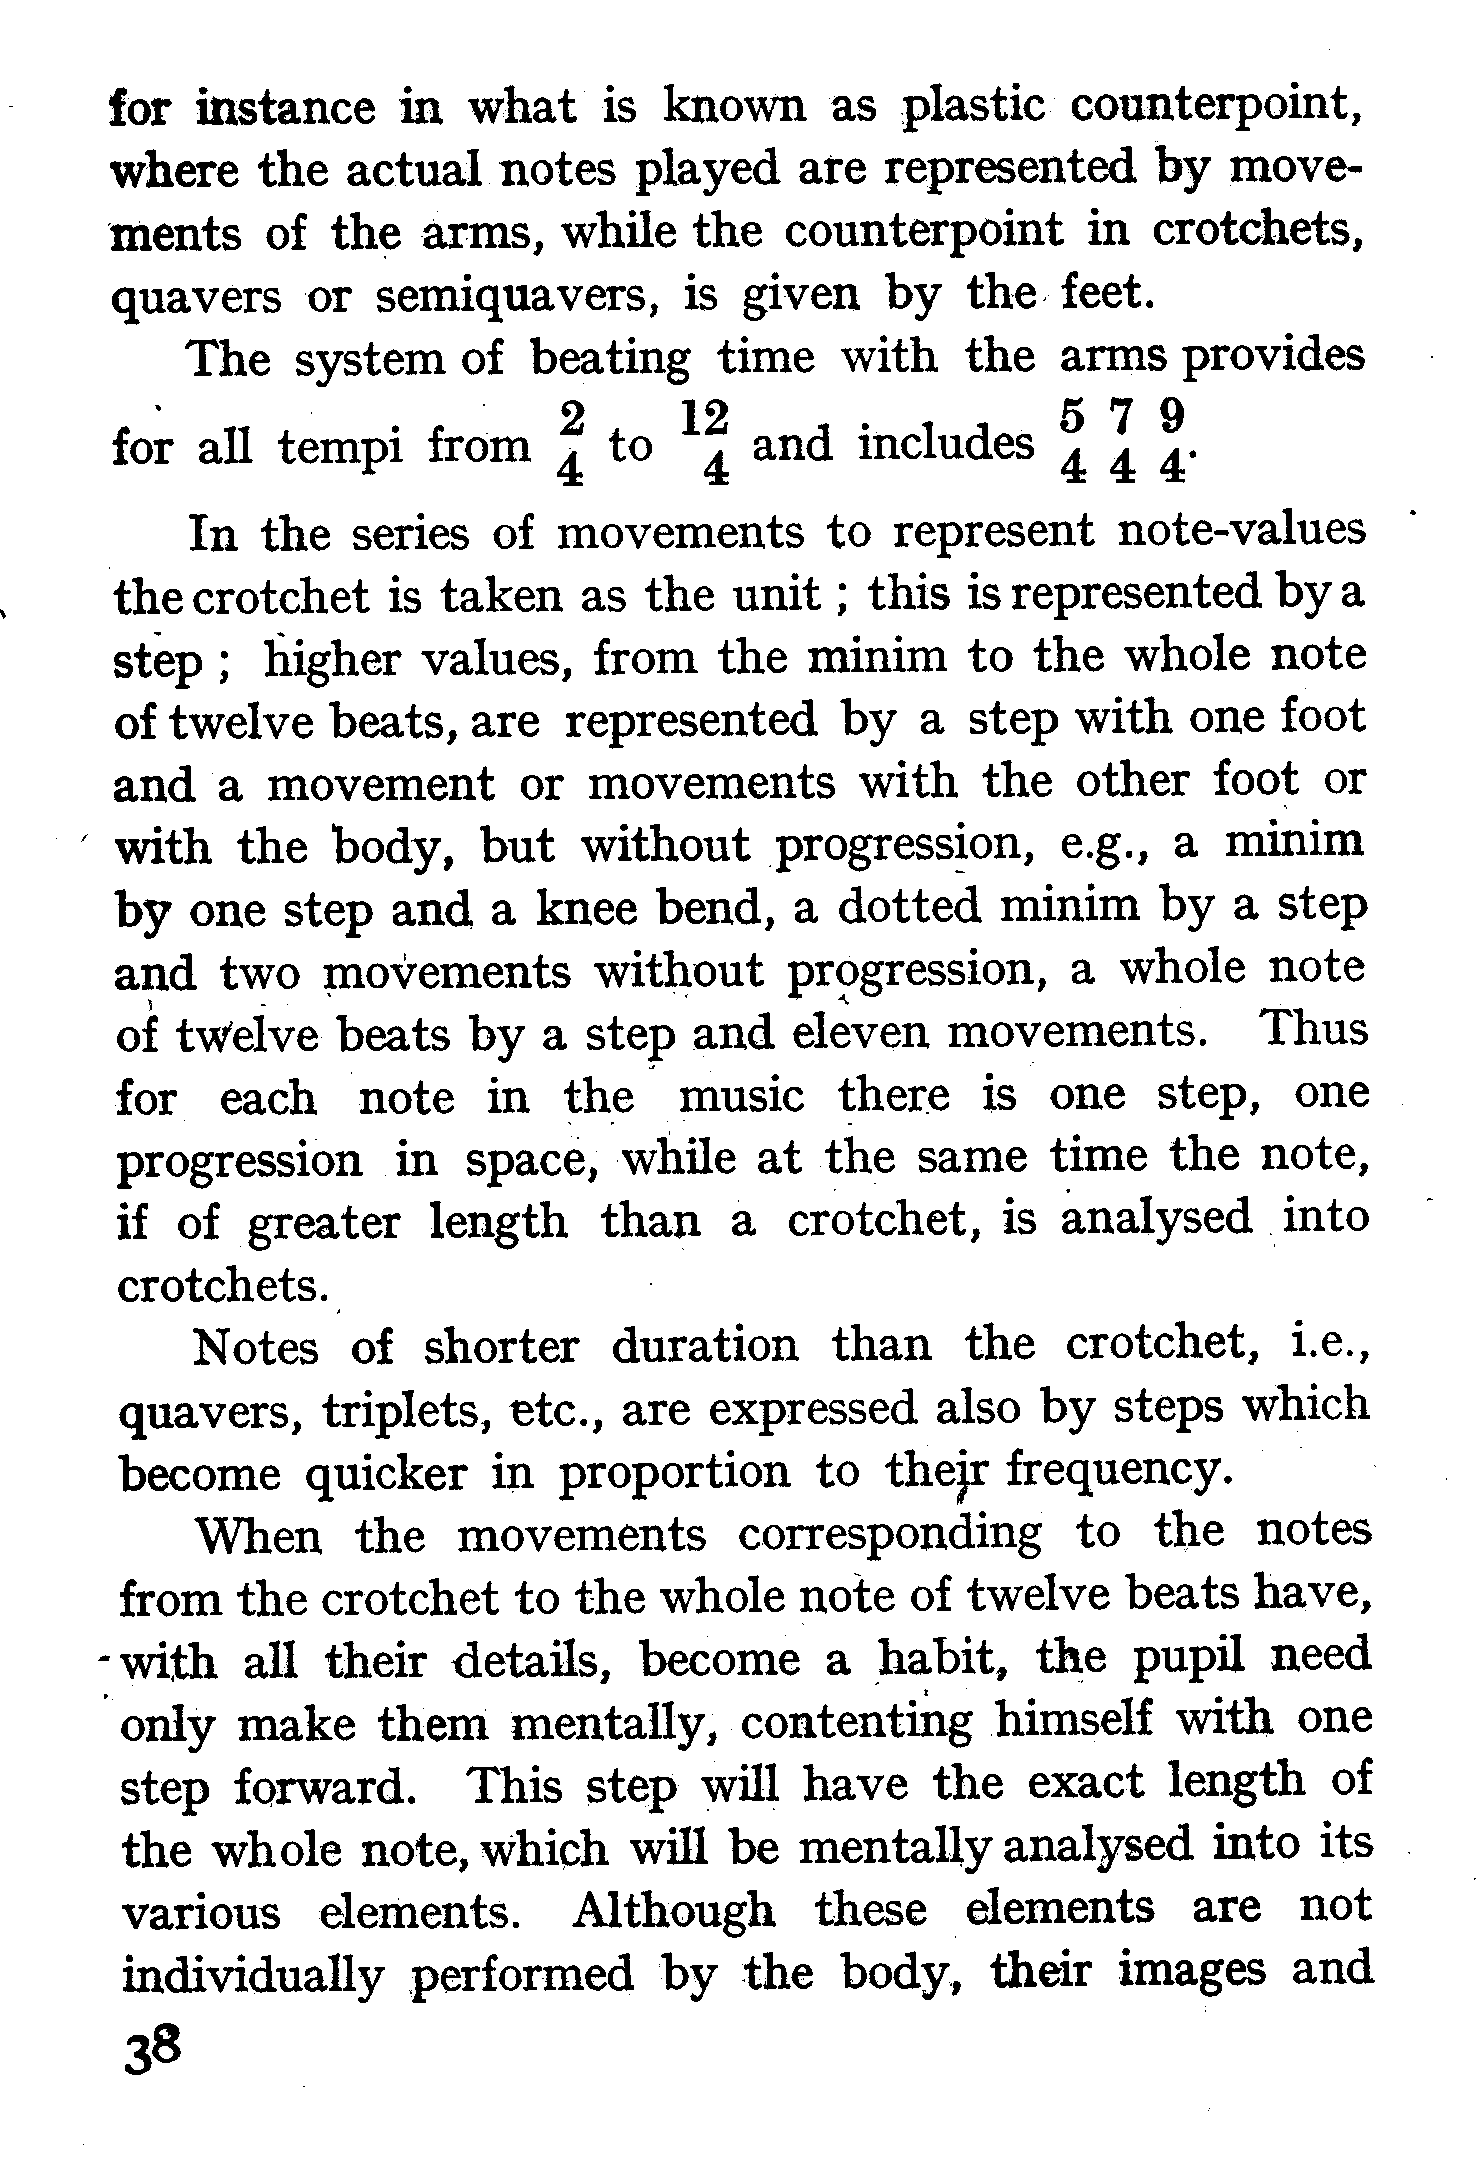 for instance in what is known as plastic counterpoint,
where the actual notes played are represented by move-
ments of the arms, while the counterpoint in crotchets,
quavers or semiquavers, is given by the feet.
The system of beating time with the arms provides
for all tempi from 2/4 to 12/4 and includes 5/4 7/4 9/4.
In the series of movements to represent note-values
the crotchet is taken as the unit ; this is represented by a
step ; higher values, from the minim to the whole note
of twelve beats, are represented by a step with one foot
and a movement or movements with the other foot or
with the body, but without progression, e.g., a minim
by one step and a knee bend, a dotted minim by a step
and two movements without progression, a whole note
of twelve beats by a step and eleven movements. Thus
for each note in the music there is one step, one
progression in space, while at the same time the note,
if of greater length than a crotchet, is analysed into
crotchets.
Notes of shorter duration than the crotchet, i.e.,
quavers, triplets, etc., are expressed also by steps which
become quicker in proportion to their frequency.
When the movements corresponding to the notes
from the crotchet to the whole note of twelve beats have,
with all their details, become a habit, the pupil need
only make them mentally, contenting himself with one
step forward. This step will have the exact length of
the whole note, which will be mentally analysed into its
various elements. Although these elements are not
individually performed by the body, their images and
38